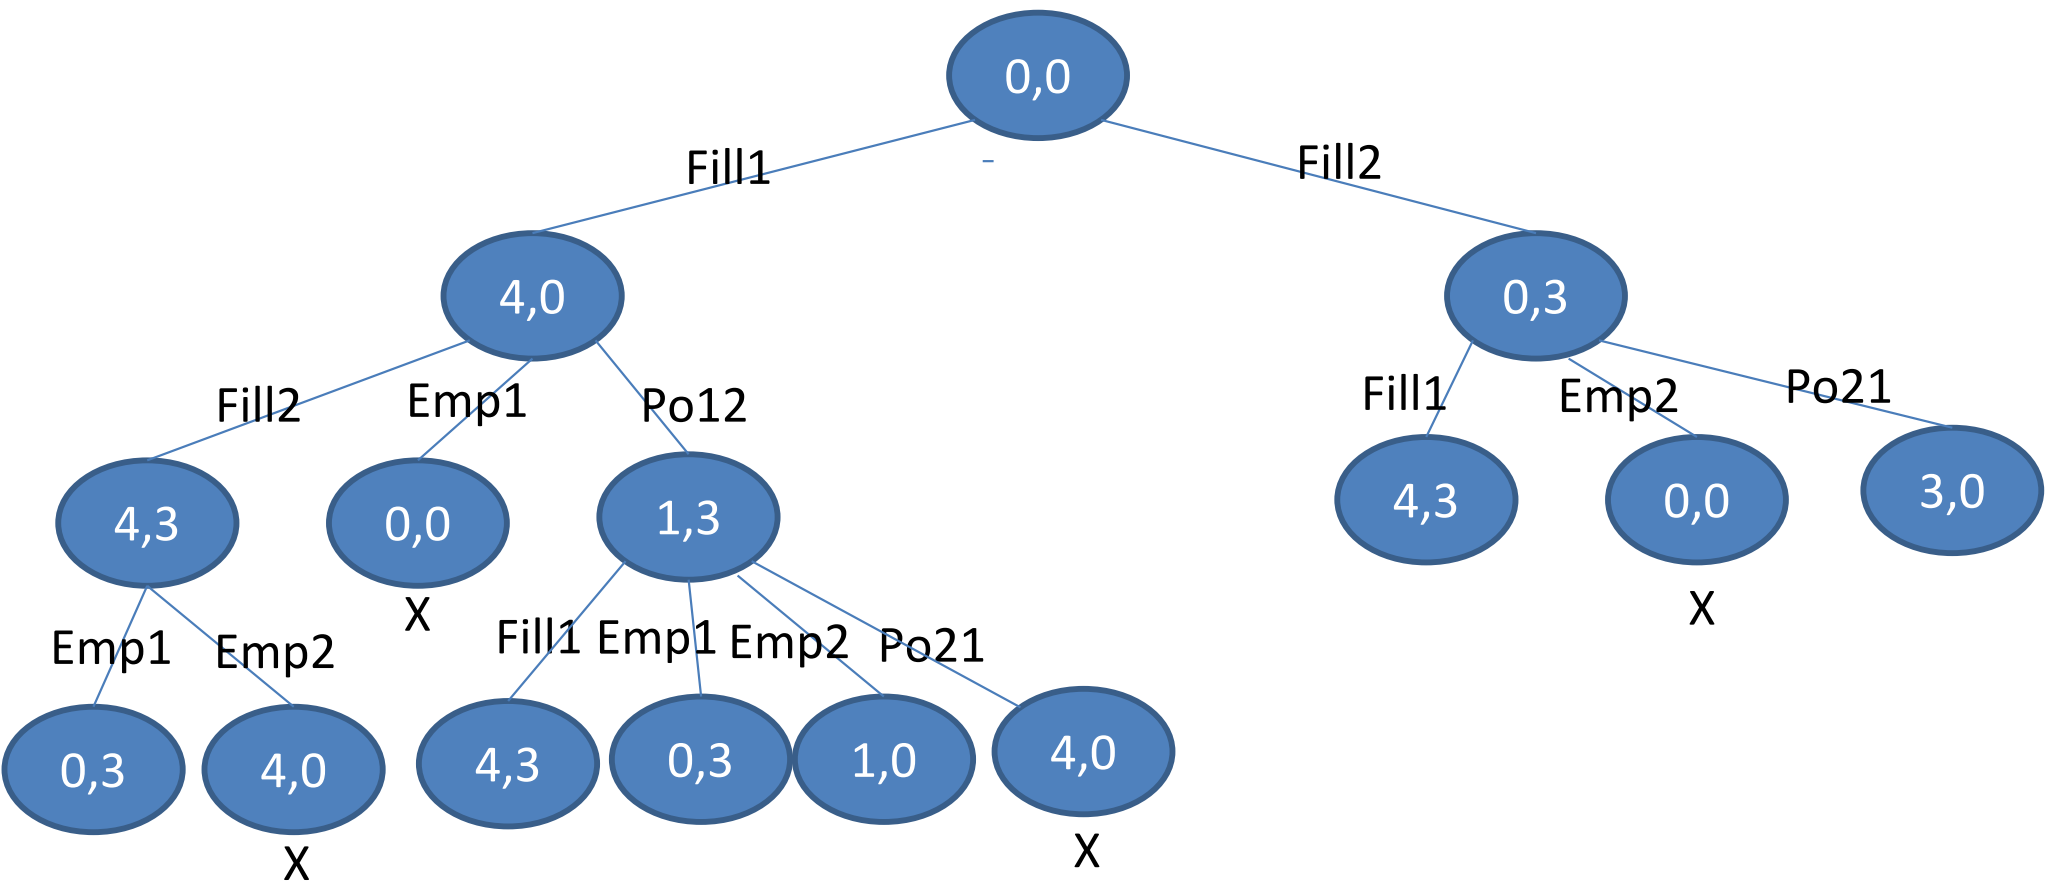 0,0
Fill1
Fill2
4,0
0,3
Fill2
Emp1
Po12
Fill1
Emp2
Po21
4,3
0,0
1,3
4,3
0,0
3,0
X
X
Emp1
Emp2
Fill1
Emp1
Emp2
Po21
0,3
4,0
4,3
0,3
1,0
4,0
X
X